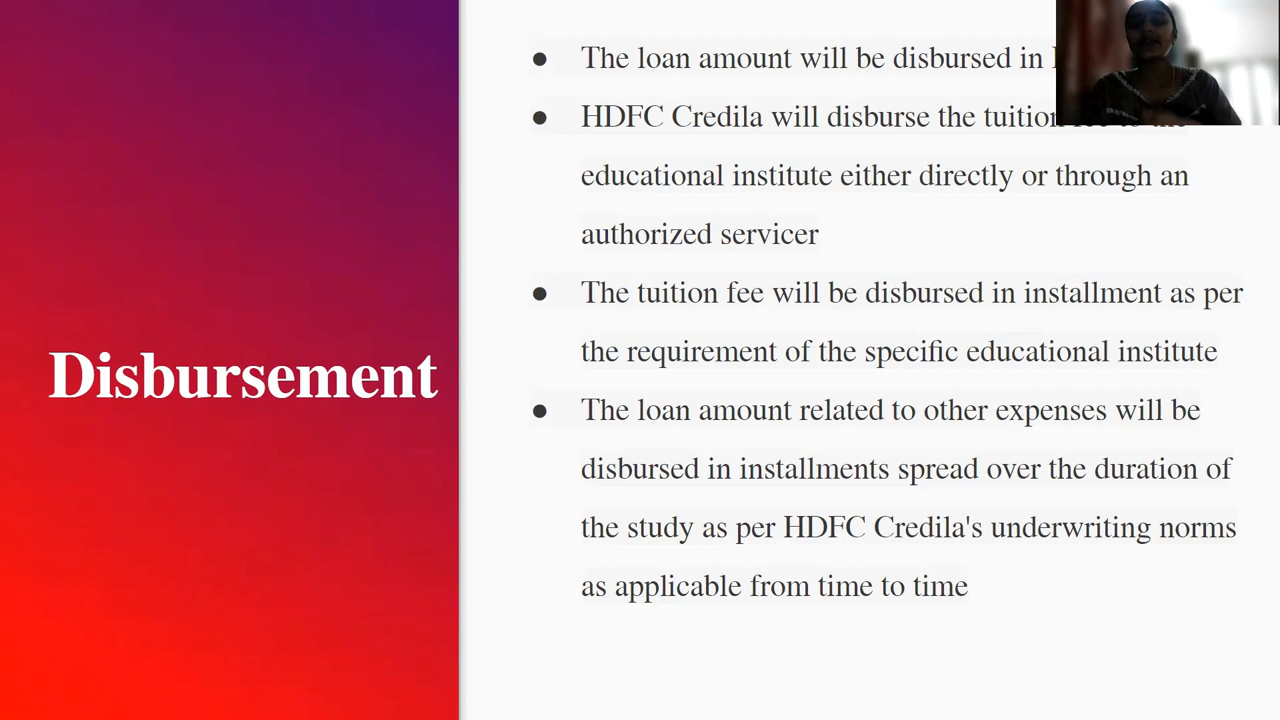 Disbursement
● The loan amount will be disbursed in
● HDFC Credila will disburse the tuition fee to the
educational institute either directly or through an
authorized servicer
● The tuition fee will be disbursed in installment as per
the requirement of the specific educational institute
● The loan amount related to other expenses will be
disbursed in installments spread over the duration of
the study as per HDFC Credila's underwriting norms
as applicable from time to time